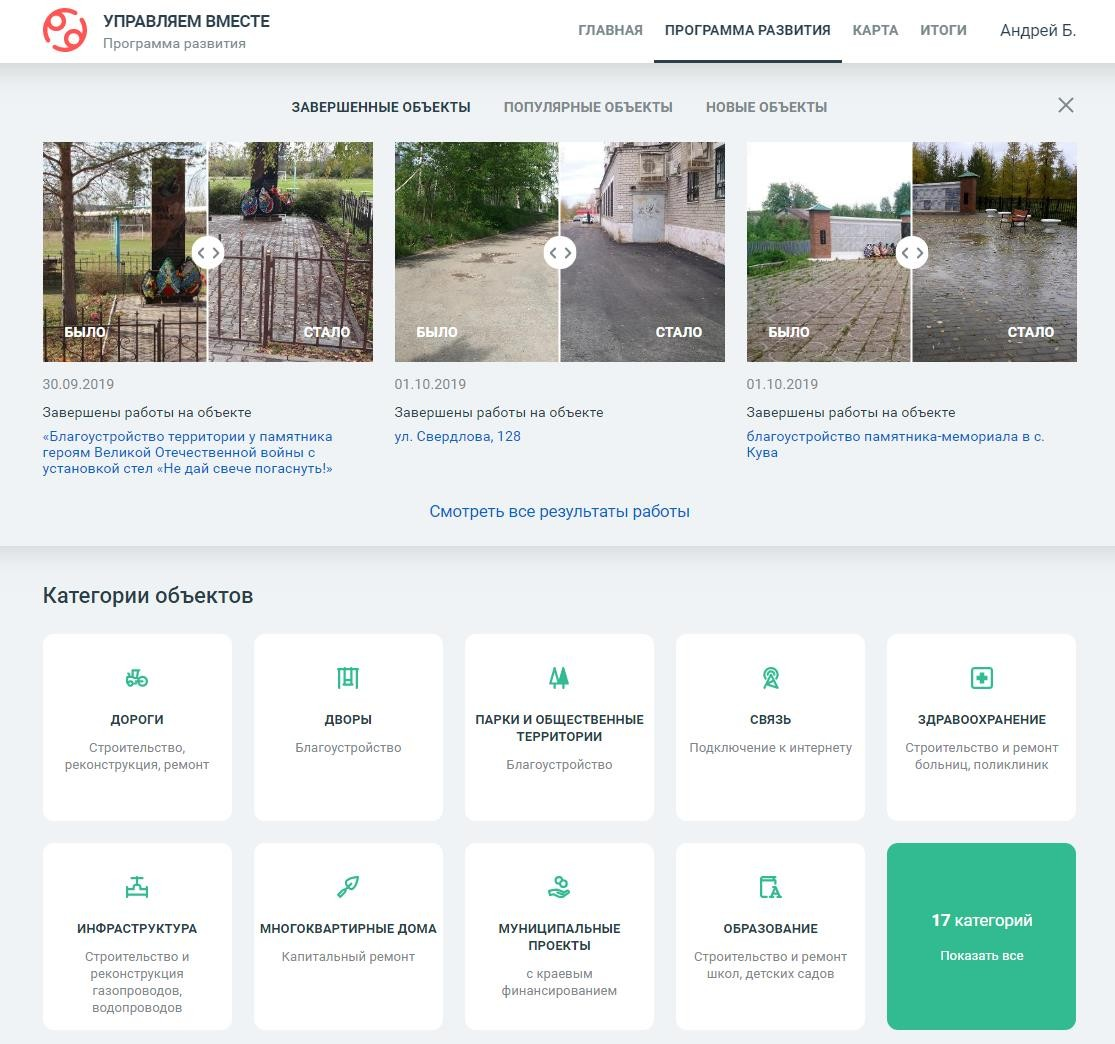 УПРАВЛЯЕМ ВМЕСТЕ
Программа развития
ГЛАВНАЯ
ПРОГРАММА РАЗВИТИЯ
КАРТА
ИТОГИ
Андрей Б.
ЗАВЕРШЕННЫЕ ОБЪЕКТЫ
ПОПУЛЯРНЫЕ ОБЪЕКТЫ
НОВЫЕ ОБЪЕКТЫ
БЫЛО
СТАЛО
БЫЛО
СТАЛО
БЫЛО
СТАЛО
30.09.2019
Завершены работы на объекте
«Благоустройство территории у памятника
героям Великой Отечественной войны с
установкой стел «Не дай свече погаснуть!»
01.10.2019
Завершены работы на объекте
ул. Свердлова, 128
01.10.2019
Завершены работы на объекте
благоустройство памятника-мемориала в с.
Кува
Смотреть все результаты работы
Категории объектов
ДОРОГИ
Строительство,
реконструкция, ремонт
ДВОРЫ
Благоустройство
ПАРКИ И ОБЩЕСТВЕННЫЕ
ТЕРРИТОРИИ
Благоустройство
СВЯЗЬ
Подключение к интернету
ЗДРАВООХРАНЕНИЕ
Строительство и ремонт
больниц, поликлиник
ИНФРАСТРУКТУРА
Строительство и
реконструкция
газопроводов,
водопроводов
МНОГОКВАРТИРНЫЕ ДОМА
Капитальный ремонт
МУНИЦИПАЛЬНЫЕ
ПРОЕКТЫ
с краевым
финансированием
ОБРАЗОВАНИЕ
Строительство и ремонт
школ, детских садов
17 категорий
Показать все